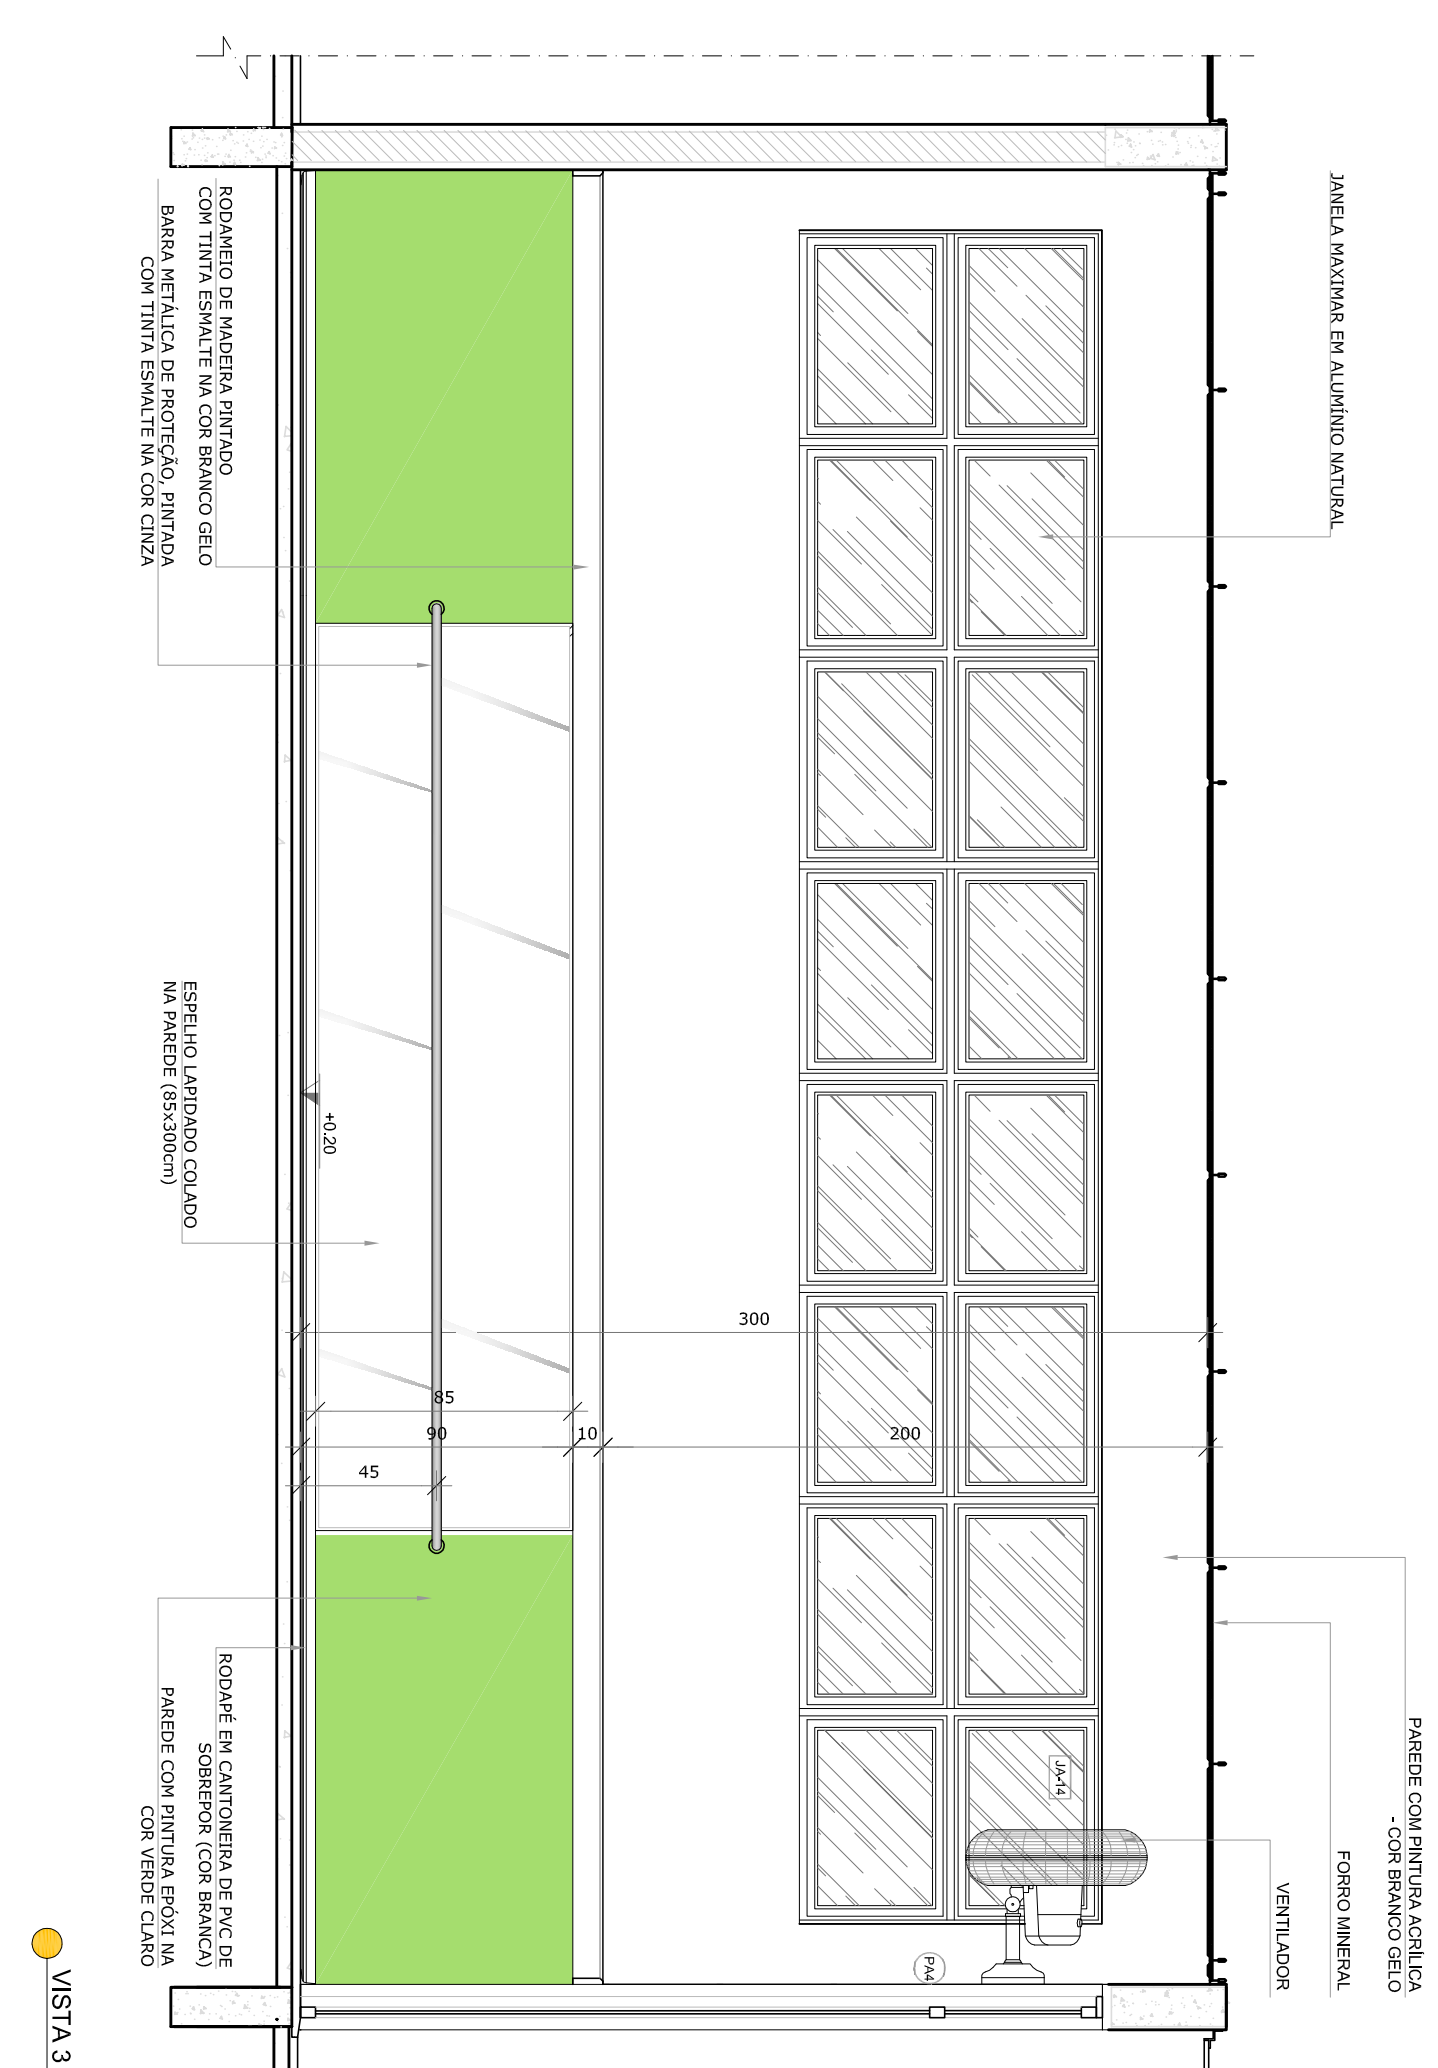 JANELA MAXIMAR EM ALUMÍNIO NATURAL
PAREDE COM PINTURA ACRÍLICA
- COR BRANCO GELO
FORRO MINERAL
VENTILADOR
JA-14
PA4
300
85
90
10
200
45
+0.20
RODAMEIO DE MADEIRA PINTADO
COM TINTA ESMALTE NA COR BRANCO GELO
BARRA METÁLICA DE PROTEÇÃO, PINTADA
COM TINTA ESMALTE NA COR CINZA
ESPELHO LAPIDADO COLADO
NA PAREDE (85x300cm)
RODAPÉ EM CANTONEIRA DE PVC DE
SOBREPOR (COR BRANCA)
PAREDE COM PINTURA EPÓXI NA
COR VERDE CLARO
VISTA 3